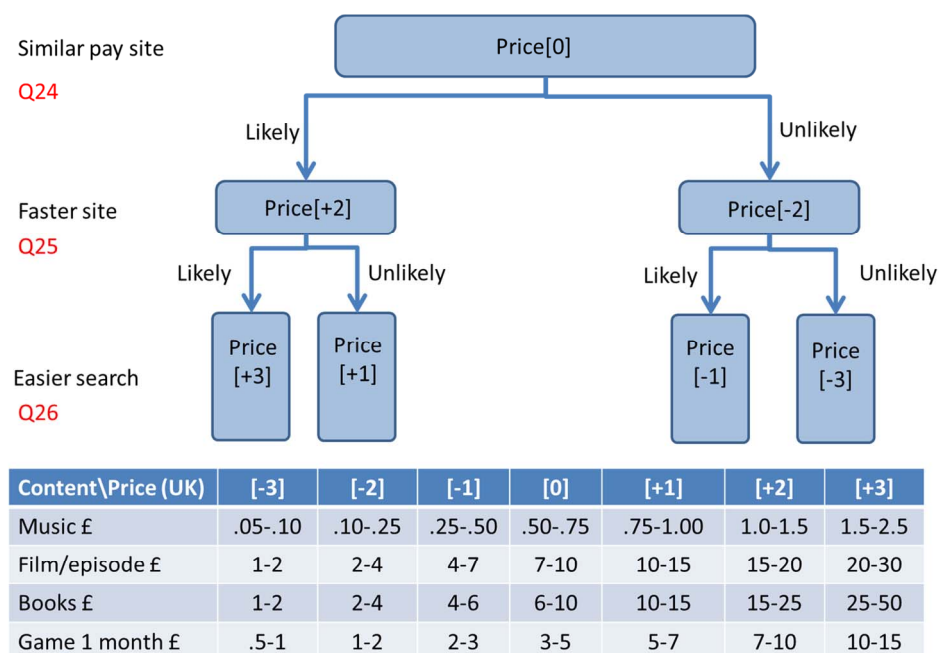 Similar pay site
Price[0]
Q24
Likely
Unlikely
Faster site
Price[+2]
Price[-2]
Q25
Likely
Unlikely
Likely
Unlikely
Price
[+3]
Price
[+1]
Price
[-1]
Price
[-3]
Easier search
Q26
Content\Price (UK) [-3] [-2] [-1] [0] [+1] [+2] [+3]
Music £ .05-.10 .10-.25 .25-.50 .50-.75 .75-1.00 1.0-1.5 1.5-2.5
Film/episode £ 1-2 2-4 4-7 7-10 10-15 15-20 20-30
Books £ 1-2 2-4 4-6 6-10 10-15 15-25 25-50
Game 1 month £ .5-1 1-2 2-3 3-5 5-7 7-10 10-15